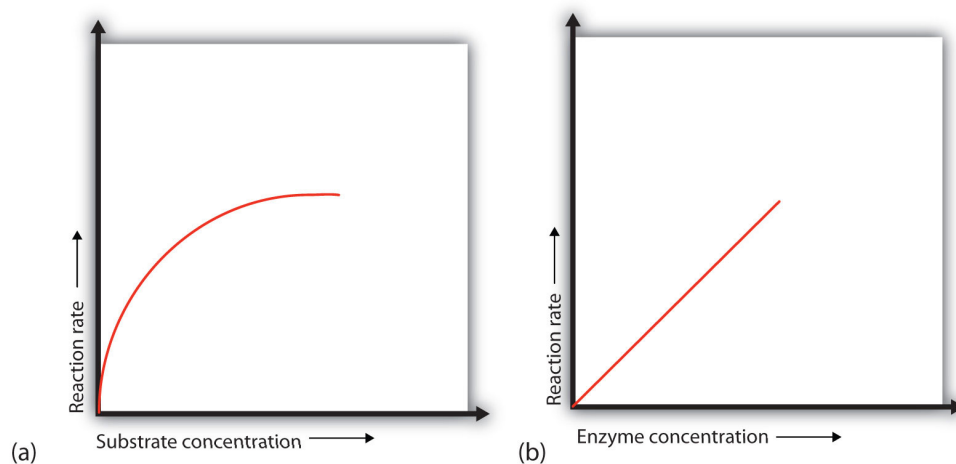 Reaction rate
Substrate concentration
(a)
Reaction rate
Enzyme concentration
(b)